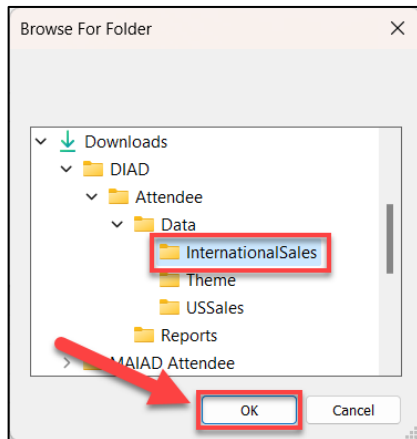 Browse For Folder
Downloads
DIAD
Attendee
Data
InternationalSales
Theme
USSales
Reports
MAIAD Attendee
OK
Cancel